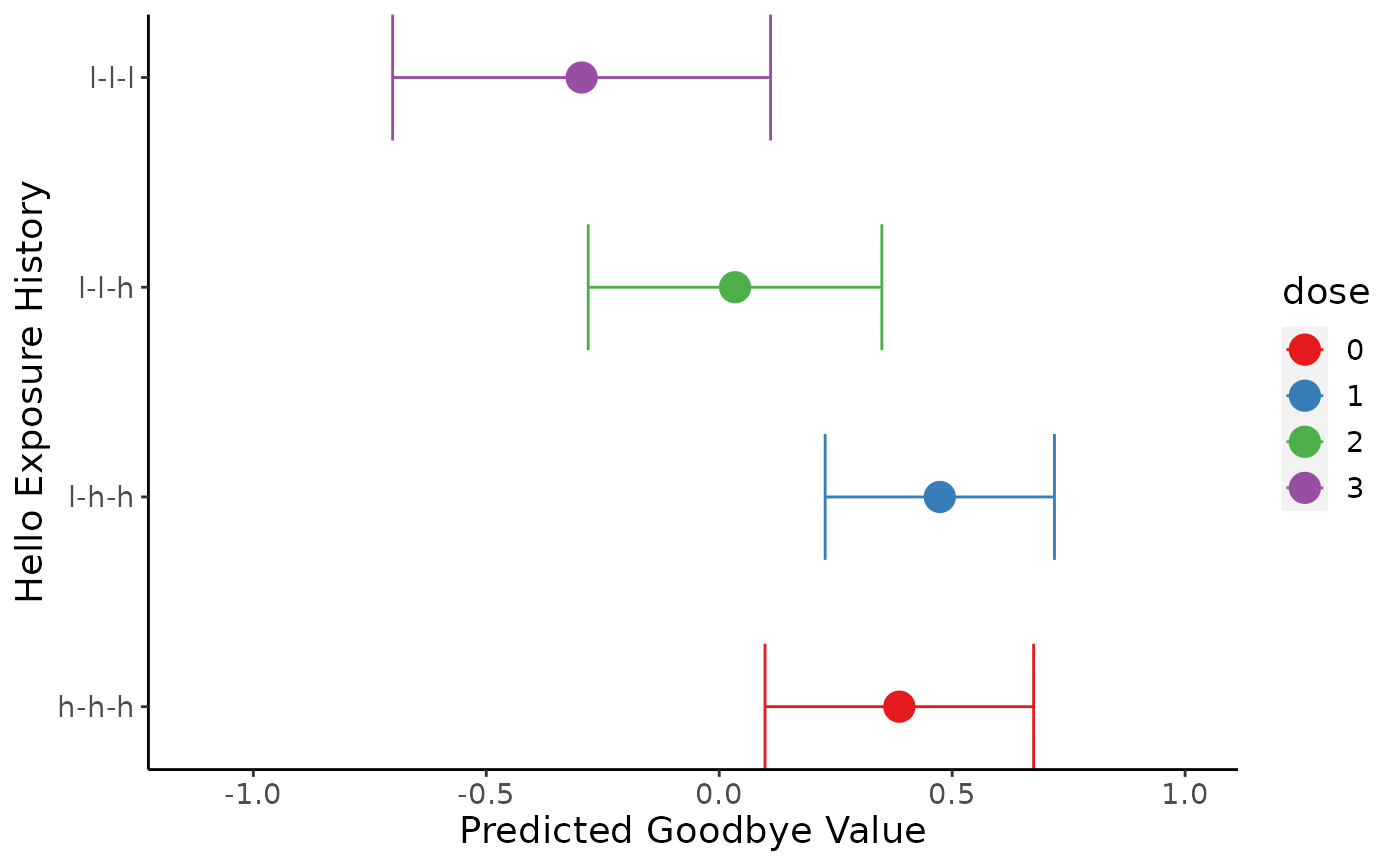 Hello Exposure History
l-l-l
l-l-h
l-h-h
h-h-h
-1.0
-0.5
0.0
0.5
1.0
Predicted Goodbye Value
dose
0
1
2
3